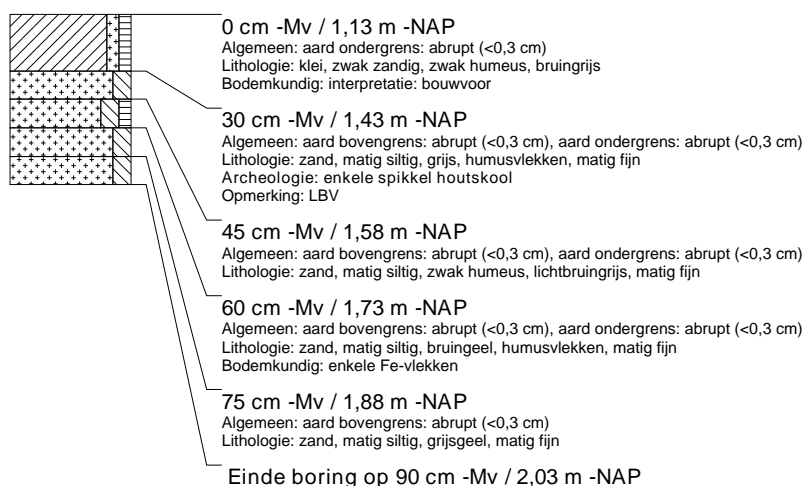 0 cm -Mv / 1,13 m -NAP
Algemeen: aard ondergrens: abrupt (<0,3 cm)
Lithologie: klei, zwak zandig, zwak humeus, bruingrijs
Bodemkundig: interpretatie: bouwvoor
30 cm -Mv / 1,43 m -NAP
Algemeen: aard bovengrens: abrupt (<0,3 cm), aard ondergrens: abrupt (<0,3 cm)
Lithologie: zand, matig siltig, grijs, humusvlekken, matig fijn
Archeologie: enkele spikkel houtskool
Opmerking: LBV
45 cm -Mv / 1,58 m -NAP
Algemeen: aard bovengrens: abrupt (<0,3 cm), aard ondergrens: abrupt (<0,3 cm)
Lithologie: zand, matig siltig, zwak humeus, lichtbruingrijs, matig fijn
60 cm -Mv / 1,73 m -NAP
Algemeen: aard bovengrens: abrupt (<0,3 cm), aard ondergrens: abrupt (<0,3 cm)
Lithologie: zand, matig siltig, bruingeel, humusvlekken, matig fijn
Bodemkundig: enkele Fe-vlekken
75 cm -Mv / 1,88 m -NAP
Algemeen: aard bovengrens: abrupt (<0,3 cm)
Lithologie: zand, matig siltig, grijsgeel, matig fijn
Einde boring op 90 cm -Mv / 2,03 m -NAP